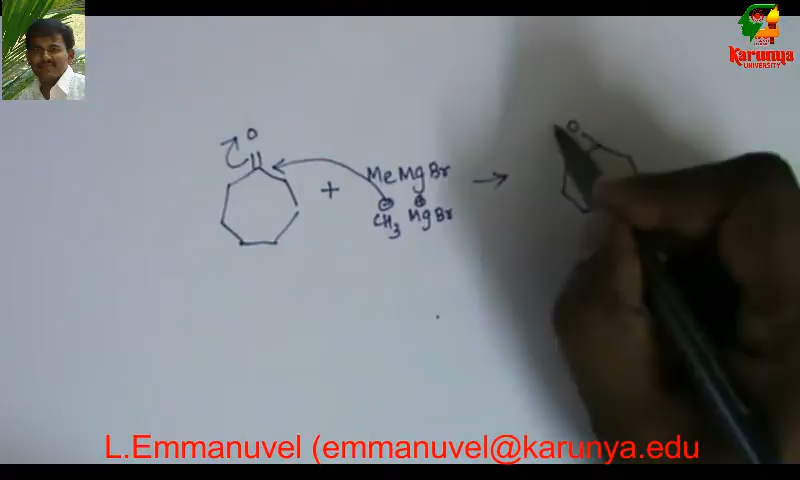 Karunya
UNIVERSITY
O
+
MeMgBr
→
O
⊖
⊕
CH3
MgBr
L.Emmanuvel (emmanuvel@karunya.edu